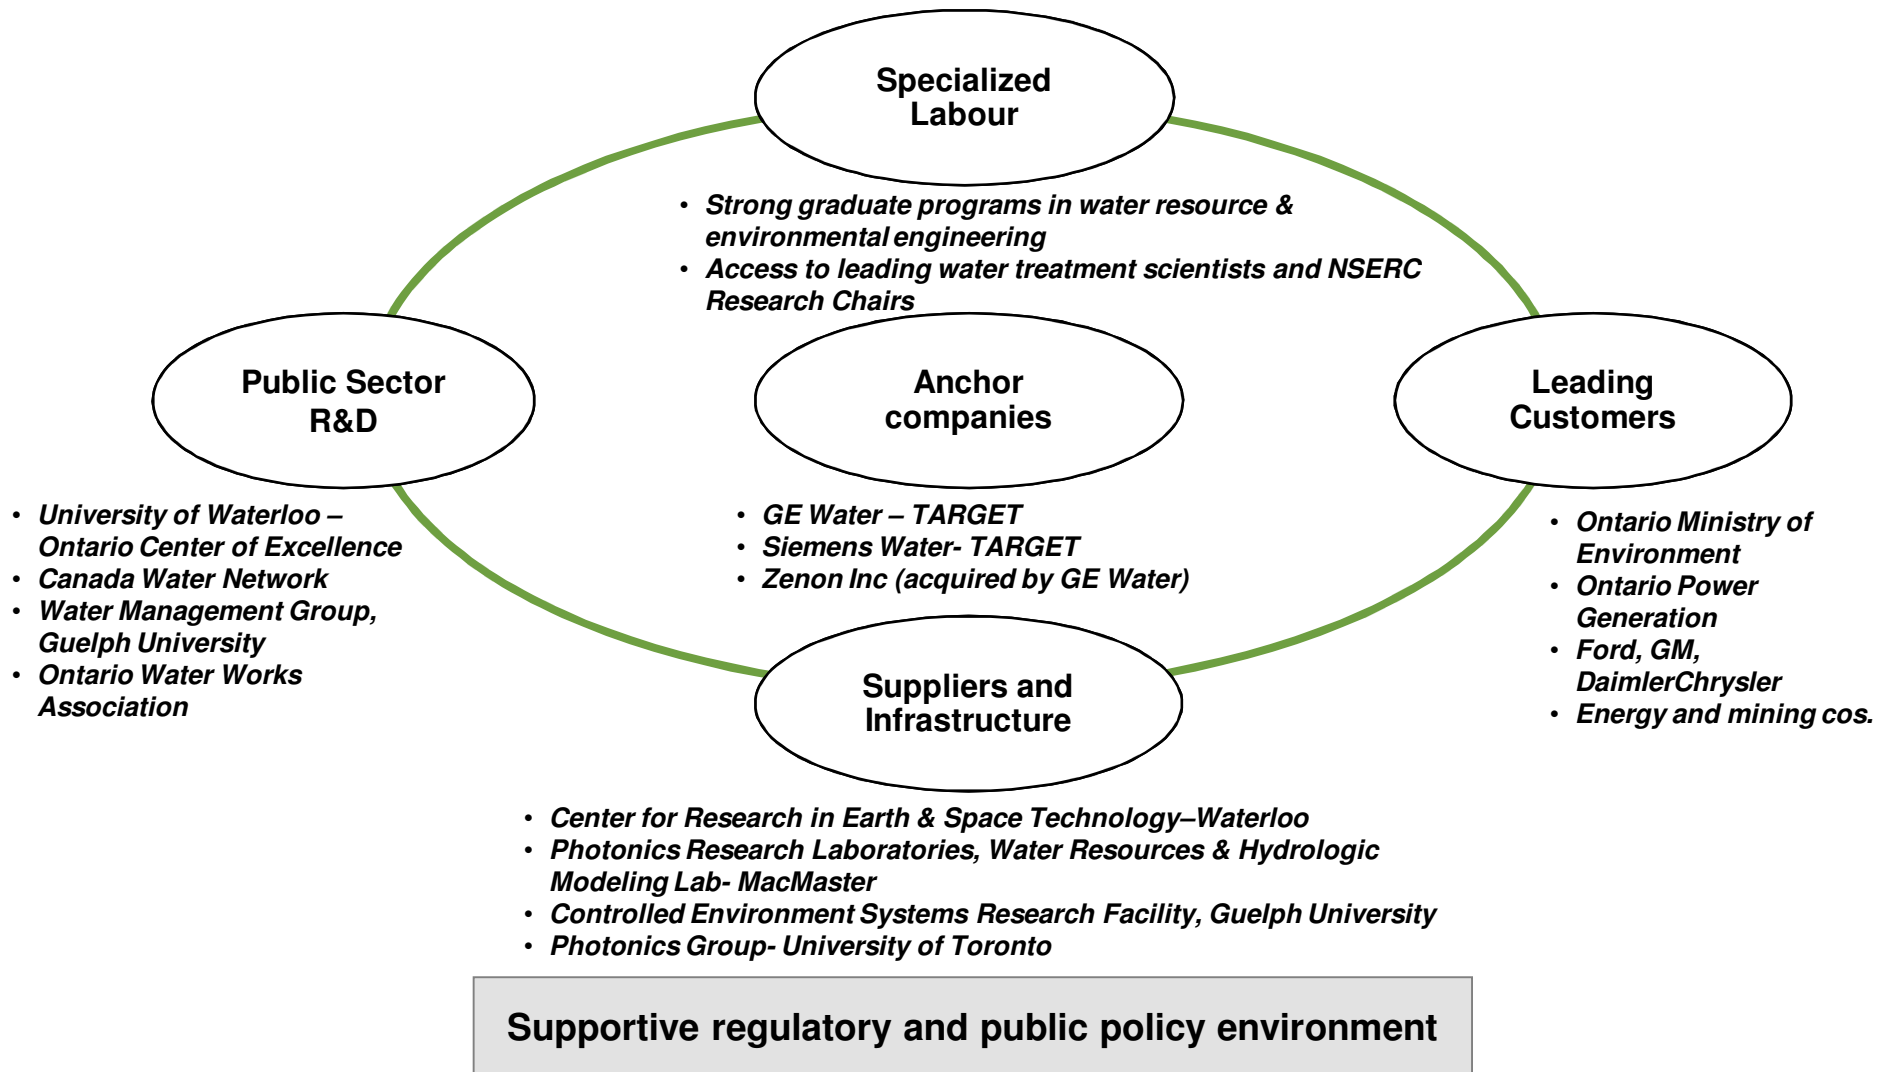 Specialized
Labour
• Strong graduate programs in water resource &
environmental engineering
• Access to leading water treatment scientists and NSERC
Research Chairs
Public Sector
R&D
• University of Waterloo –
Ontario Center of Excellence
• Canada Water Network
• Water Management Group,
Guelph University
• Ontario Water Works
Association
Anchor
companies
• GE Water – TARGET
• Siemens Water- TARGET
• Zenon Inc (acquired by GE Water)
Leading
Customers
• Ontario Ministry of
Environment
• Ontario Power
Generation
• Ford, GM,
DaimlerChrysler
• Energy and mining cos.
Suppliers and
Infrastructure
• Center for Research in Earth & Space Technology–Waterloo
• Photonics Research Laboratories, Water Resources & Hydrologic
Modeling Lab- MacMaster
• Controlled Environment Systems Research Facility, Guelph University
• Photonics Group- University of Toronto
Supportive regulatory and public policy environment